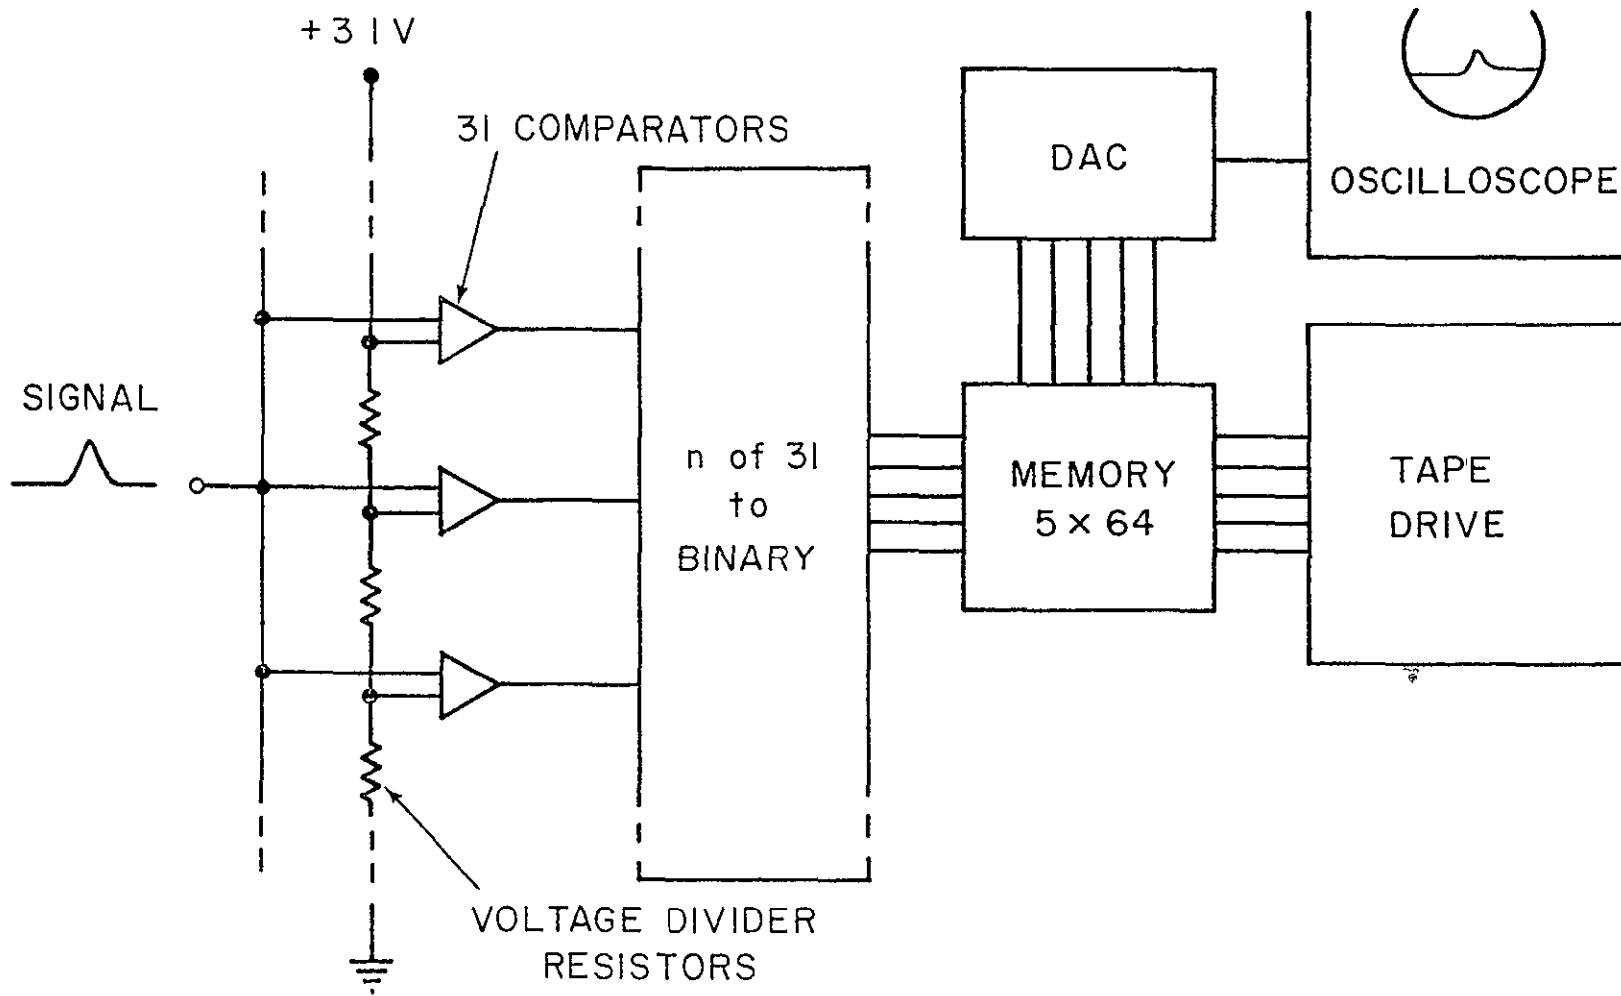 +31V
31 COMPARATORS
DAC
OSCILLOSCOPE
SIGNAL
n of 31
to
BINARY
MEMORY
5 × 64
TAPE
DRIVE
VOLTAGE DIVIDER
RESISTORS